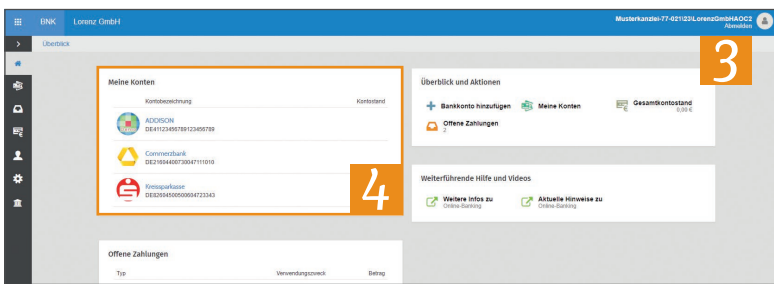 BNK Lorenz GmbH
Musterkanzlei-77-021\23\LorenzGmbHAOC2
Abmelden
Überblick
3
Meine Konten
Kontobezeichnung Kontostand
ADDISON
DE41123456789123456789
Commerzbank
DE21604400730047111010
Kreissparkasse
DE82604500500604723343
4
Offene Zahlungen
Typ Verwendungszweck Betrag
Überblick und Aktionen
Bankkonto hinzufügen Meine Konten Gesamtkontostand
0,00 €
Offene Zahlungen
2
Weiterführende Hilfe und Videos
Weitere Infos zu Aktuelle Hinweise zu
Online-Banking Online-Banking